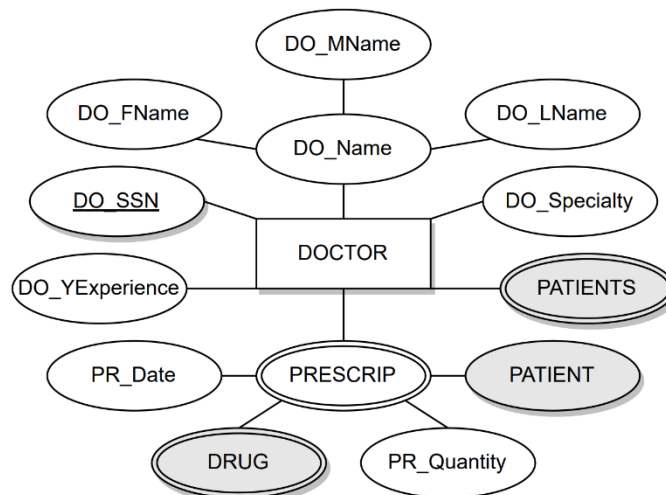 DO_MName
DO_FName
DO_LName
DO_Name
DO_SSN
DO_Specialty
DOCTOR
DO_YExperience
PATIENTS
PR_Date
PRESCRIP
PATIENT
DRUG
PR_Quantity